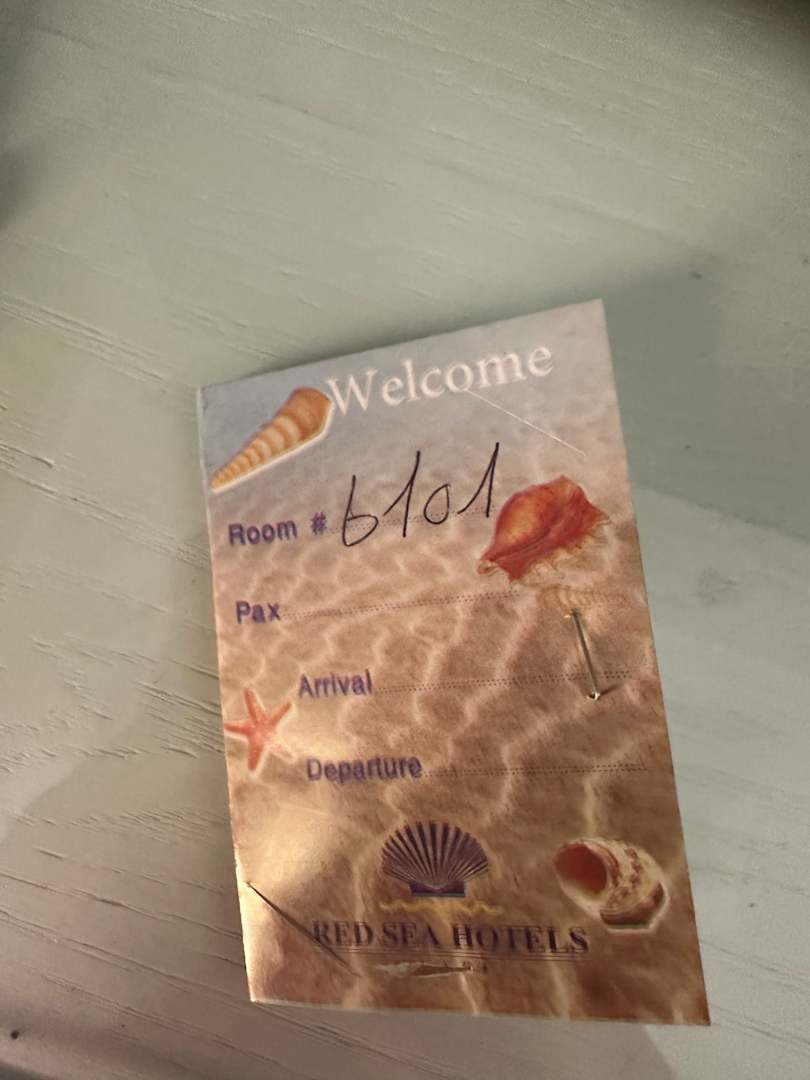 Welcome
Room # 6101
Pax
Arrival
Departure
RED SEA HOTELS